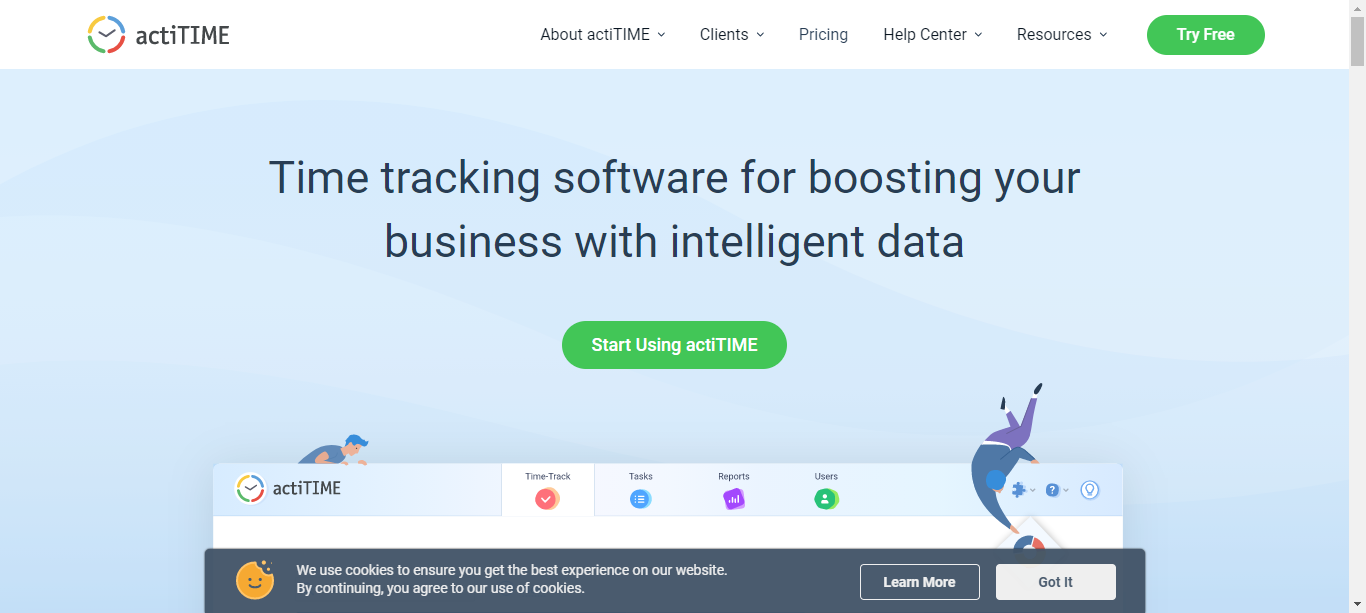 actiTIME
About actiTIME
Clients
Pricing
Help Center
Resources
Try Free
Time tracking software for boosting your
business with intelligent data
Start Using actiTIME
actiTIME
Time-Track
Tasks
Reports
Users
?
We use cookies to ensure you get the best experience on our website.
By continuing, you agree to our use of cookies.
Learn More
Got It